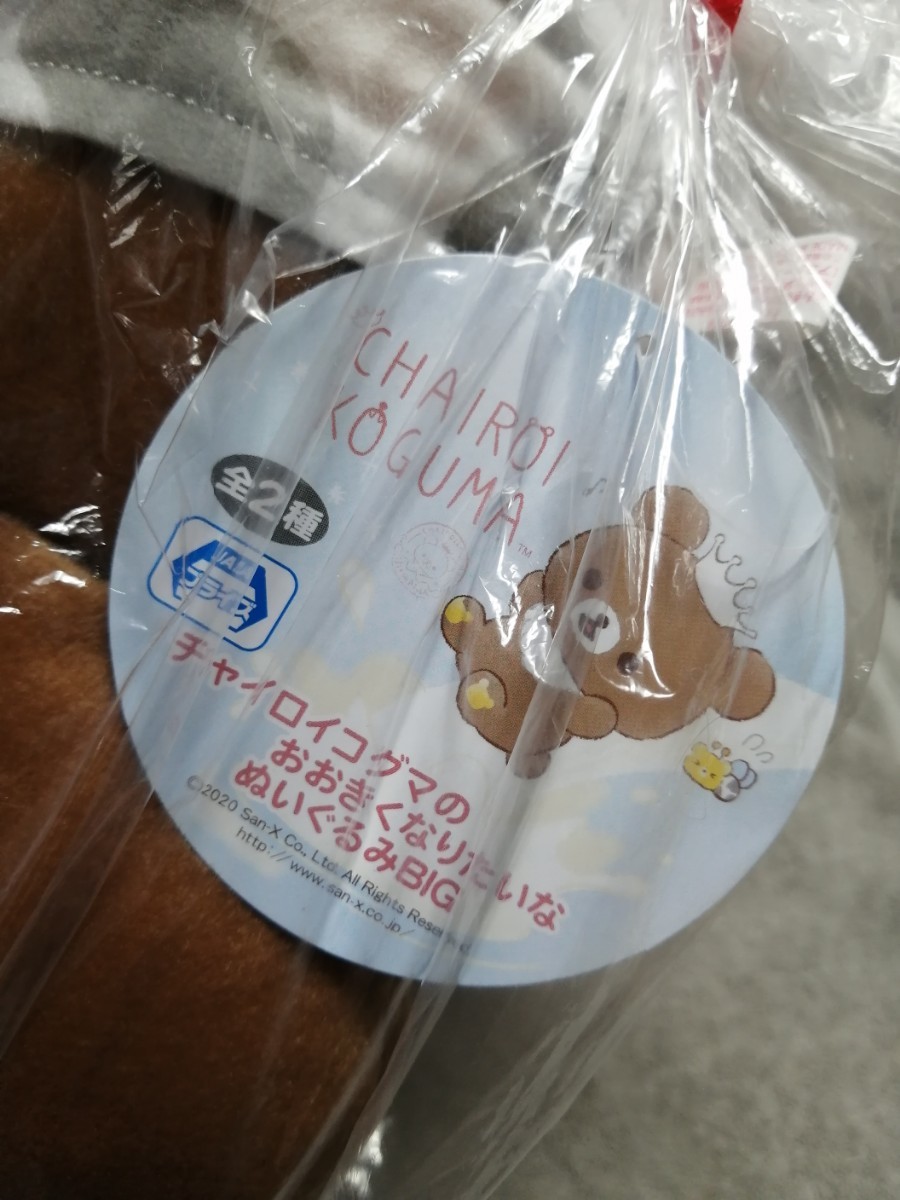 CHAIROI
KOGUMA
TM
全2種
プライズ
チャイロイコグマの
おおきくなりたいな
ぬいぐるみBIG
©2020 San-X Co., Ltd. All Rights Reserved.
http://www.san-x.co.jp/